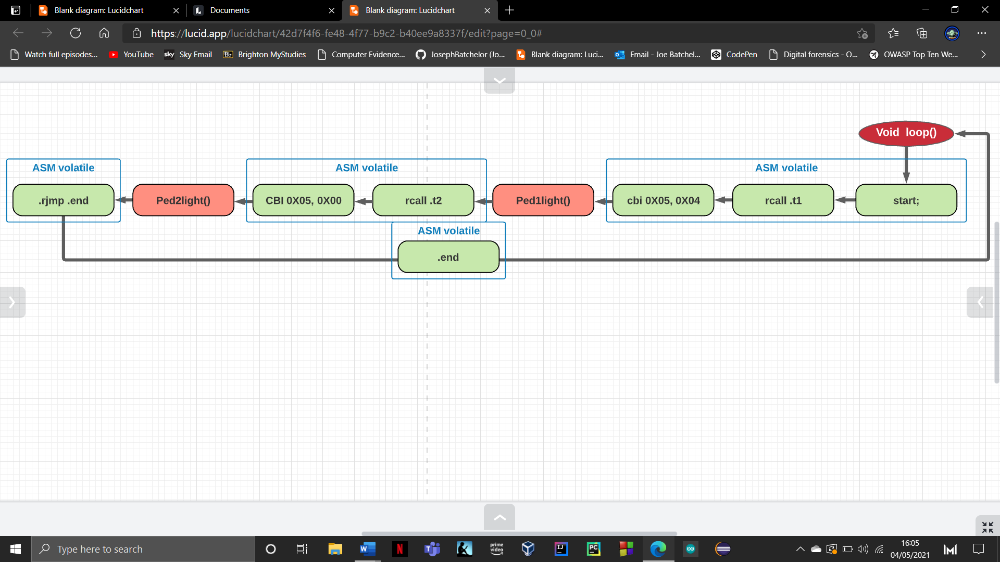 Blank diagram: Lucidchart
Documents
Blank diagram: Lucidchart
https://lucid.app/lucidchart/42d7f4f6-fe48-4f77-b9c2-b40ee9a8337f/edit?page=0_0#
Watch full episodes...
YouTube
sky Sky Email
Bb Brighton MyStudies
Computer Evidence...
JosephBatchelor (Jo...
Blank diagram: Luci...
Email - Joe Batchel...
CodePen
Digital forensics - O...
OWASP Top Ten We...
Void loop()
ASM volatile
ASM volatile
ASM volatile
.rjmp .end
Ped2light()
CBI 0X05, 0X00
rcall .t2
Ped1light()
cbi 0X05, 0X04
rcall .t1
start;
ASM volatile
.end
Type here to search
prime
video
16:05
04/05/2021